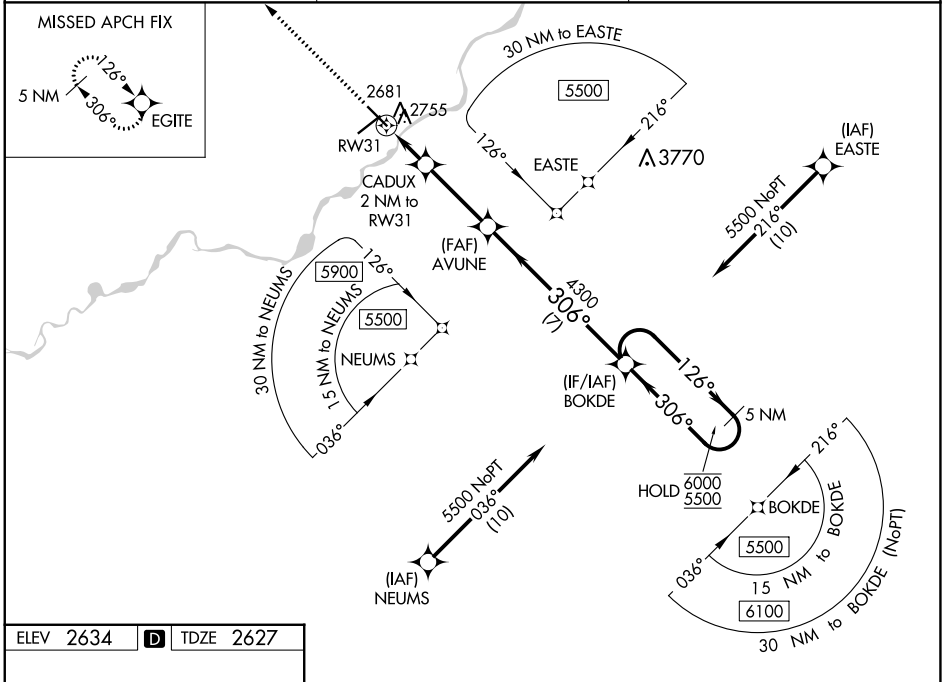 MISSED APCH FIX
5 NM
126°
306°
EGITE
2681
2755
RW31
CADUX
2 NM to
RW31
(FAF)
AVUNE
30 NM to EASTE
5500
126°
216°
EASTE
3770
(IAF)
EASTE
5500 NoPT
216°
(10)
30 NM to NEUMS
5900
126°
15 NM to NEUMS
5500
NEUMS
036°
4300
306°
(7)
(IF/IAF)
BOKDE
126°
306°
5 NM
HOLD 6000
5500
5500 NoPT
036°
(10)
(IAF)
NEUMS
216°
BOKDE
036°
5500
15 NM to BOKDE
6100
30 NM to BOKDE (NoPT)
ELEV 2634 D TDZE 2627